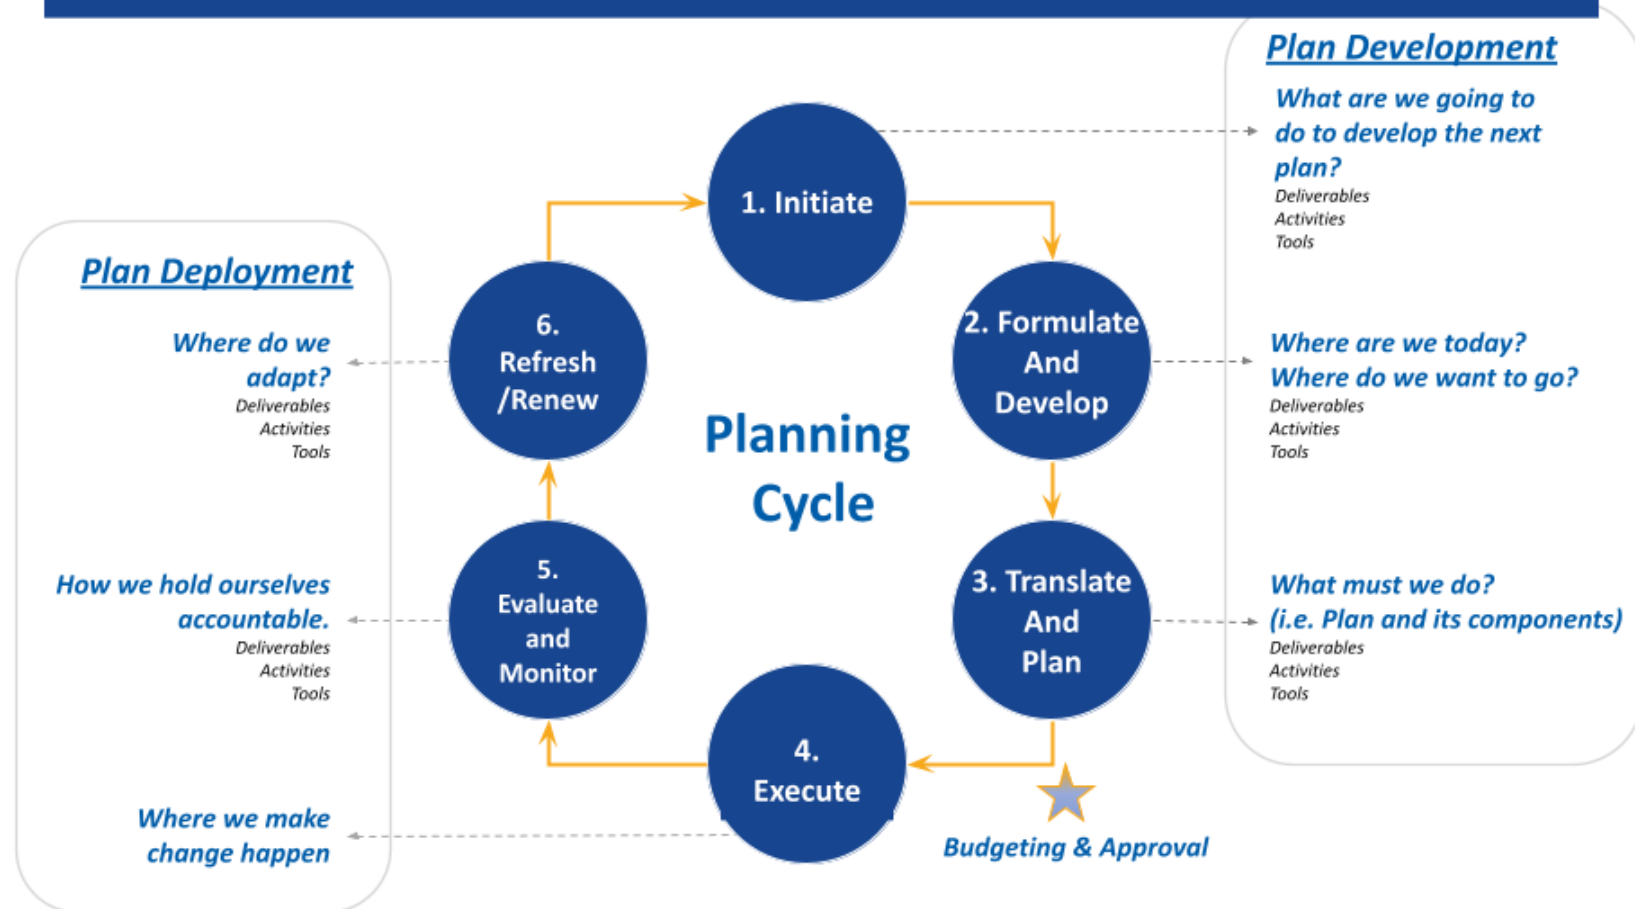 Plan Development
What are we going to
do to develop the next
plan?
Deliverables
Activities
Tools
1. Initiate
Plan Deployment
Where do we
adapt?
Deliverables
Activities
Tools
6.
Refresh
/Renew
2. Formulate
And
Develop
Where are we today?
Where do we want to go?
Deliverables
Activities
Tools
Planning
Cycle
How we hold ourselves
accountable.
Deliverables
Activities
Tools
5.
Evaluate
and
Monitor
3. Translate
And
Plan
What must we do?
(i.e. Plan and its components)
Deliverables
Activities
Tools
Where we make
change happen
4.
Execute
Budgeting & Approval